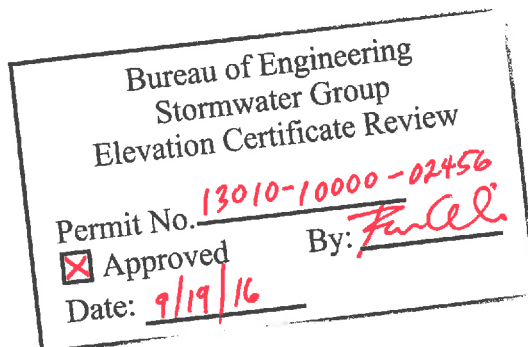 Bureau of Engineering
Stormwater Group
Elevation Certificate Review
Permit No. 13010-10000-02456
☒ Approved By:
Date: 9/19/16